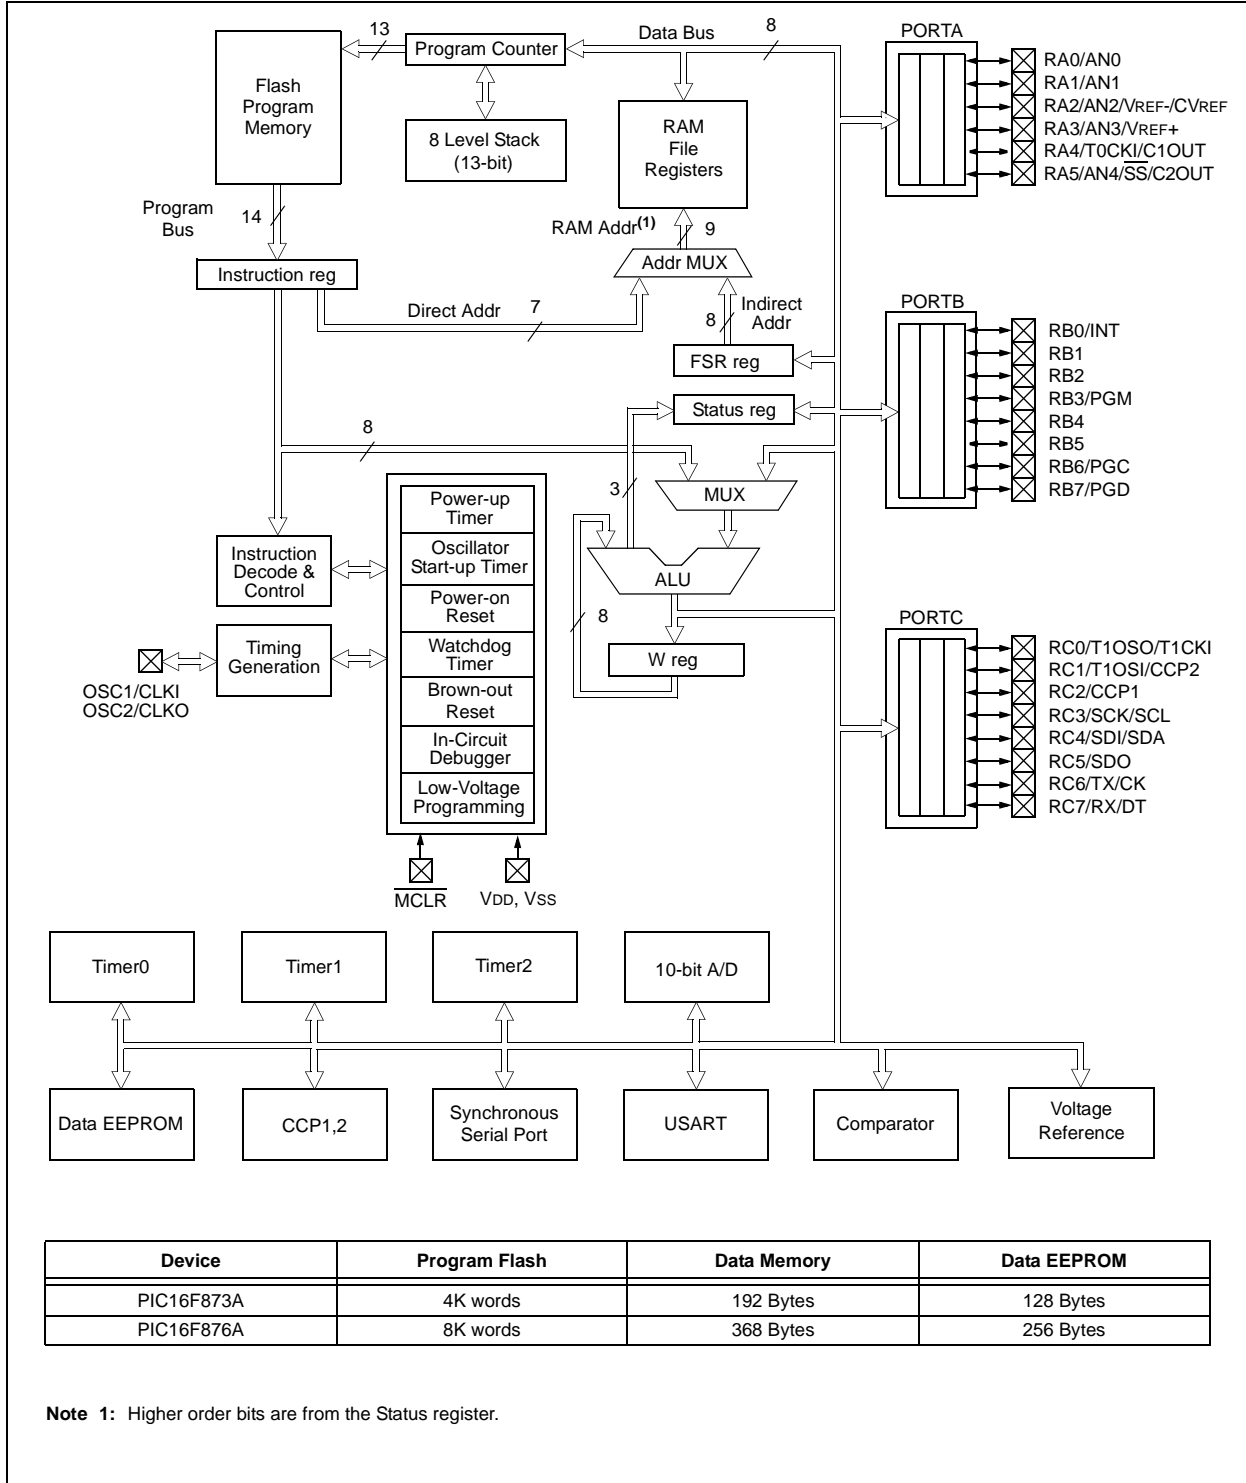 13
Program Counter
Data Bus
8
PORTA
Flash
Program
Memory
8 Level Stack
(13-bit)
RAM
File
Registers
RA0/AN0
RA1/AN1
RA2/AN2/VREF-/CVREF
RA3/AN3/VREF+
RA4/T0CKI/C1OUT
RA5/AN4/SS/C2OUT
Program
Bus
14
RAM Addr(1)
9
Addr MUX
Instruction reg
Direct Addr
7
8
Indirect
Addr
FSR reg
Status reg
PORTB
RB0/INT
RB1
RB2
RB3/PGM
RB4
RB5
RB6/PGC
RB7/PGD
8
3
MUX
ALU
8
W reg
Instruction
Decode &
Control
Timing
Generation
OSC1/CLKI
OSC2/CLKO
Power-up
Timer
Oscillator
Start-up Timer
Power-on
Reset
Watchdog
Timer
Brown-out
Reset
In-Circuit
Debugger
Low-Voltage
Programming
MCLR
VDD, VSS
PORTC
RC0/T1OSO/T1CKI
RC1/T1OSI/CCP2
RC2/CCP1
RC3/SCK/SCL
RC4/SDI/SDA
RC5/SDO
RC6/TX/CK
RC7/RX/DT
Timer0
Timer1
Timer2
10-bit A/D
Data EEPROM
CCP1,2
Synchronous
Serial Port
USART
Comparator
Voltage
Reference
Device Program Flash Data Memory Data EEPROM
PIC16F873A 4K words 192 Bytes 128 Bytes
PIC16F876A 8K words 368 Bytes 256 Bytes
Note 1: Higher order bits are from the Status register.